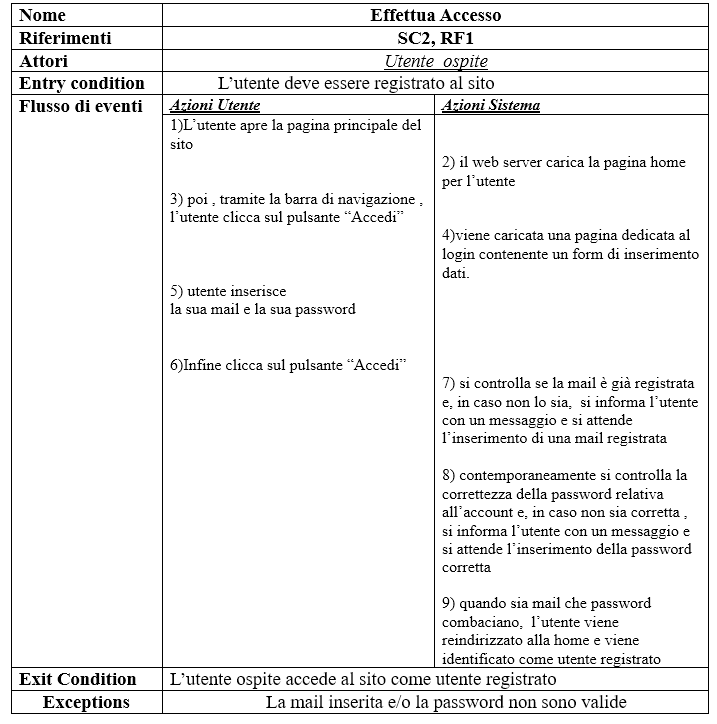 Nome Effettua Accesso
Riferimenti SC2, RF1
Attori Utente ospite
Entry condition L'utente deve essere registrato al sito
Flusso di eventi Azioni Utente Azioni Sistema
1)L'utente apre la pagina principale del
sito
2) il web server carica la pagina home
per l'utente
3) poi , tramite la barra di navigazione ,
l'utente clicca sul pulsante “Accedi”
4)viene caricata una pagina dedicata al
login contenente un form di inserimento
dati.
5) utente inserisce
la sua mail e la sua password
6)Infine clicca sul pulsante “Accedi”
7) si controlla se la mail è già registrata
e, in caso non lo sia, si informa l'utente
con un messaggio e si attende
l'inserimento di una mail registrata
8) contemporaneamente si controlla la
correttezza della password relativa
all'account e, in caso non sia corretta ,
si informa l'utente con un messaggio e
si attende l'inserimento della password
corretta
9) quando sia mail che password
combaciano, l'utente viene
reindirizzato alla home e viene
identificato come utente registrato
Exit Condition L'utente ospite accede al sito come utente registrato
Exceptions La mail inserita e/o la password non sono valide